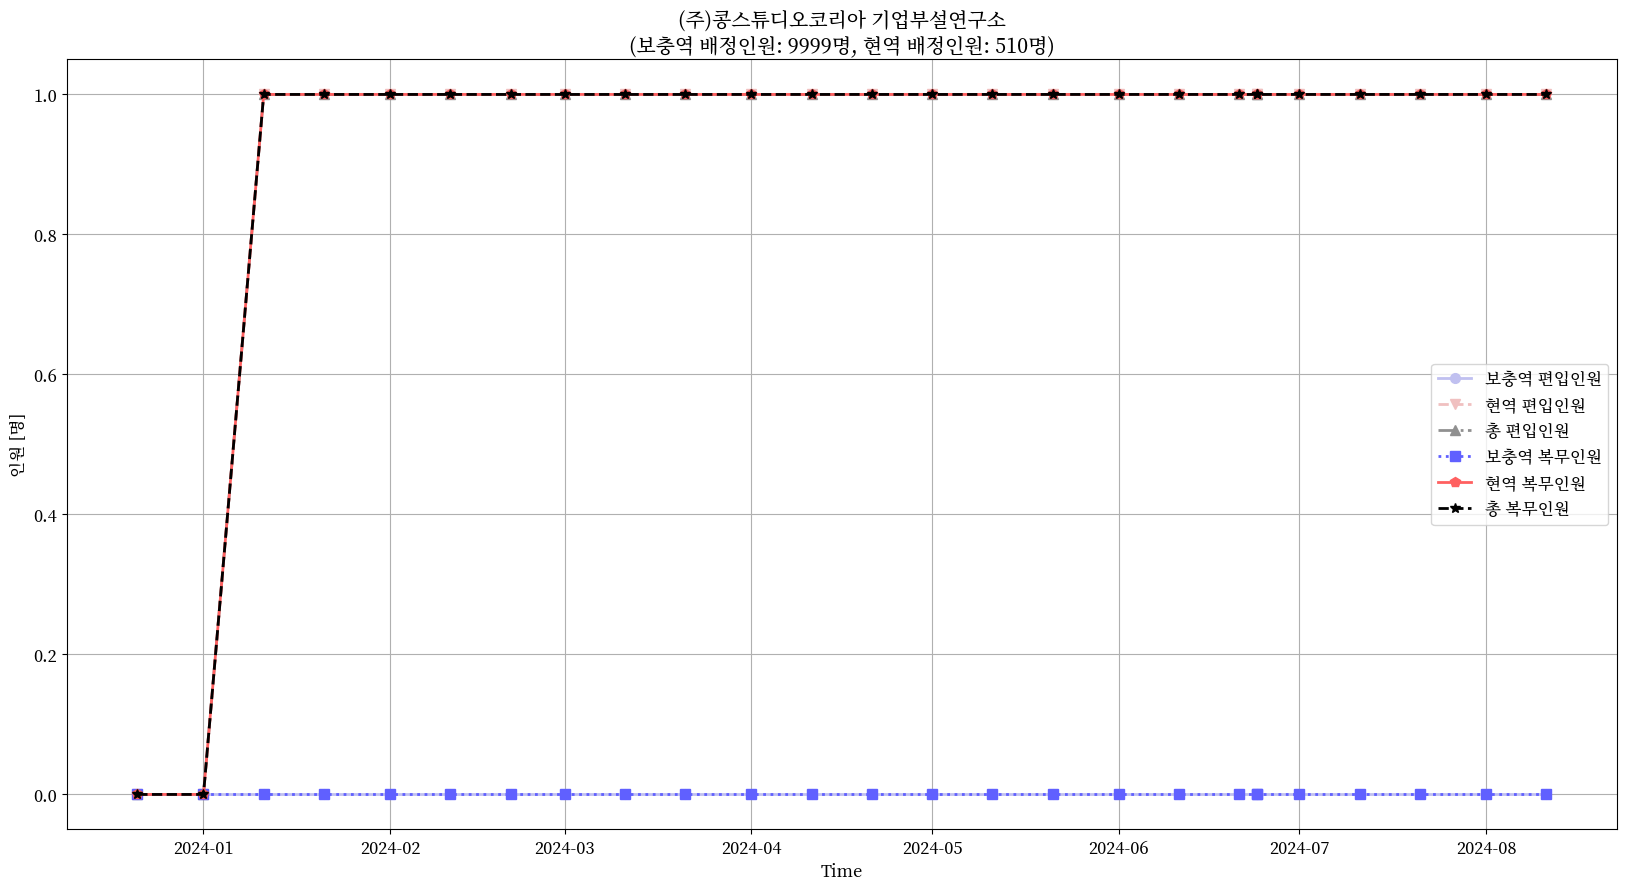 (주)콩스튜디오코리아 기업부설연구소
(보충역 배정인원: 9999명, 현역 배정인원: 510명)
1.0
0.8
0.6
0.4
0.2
0.0
인원 [명]
보충역 편입인원
현역 편입인원
총 편입인원
보충역 복무인원
현역 복무인원
총 복무인원
2024-01 2024-02 2024-03 2024-04 2024-05 2024-06 2024-07 2024-08
Time